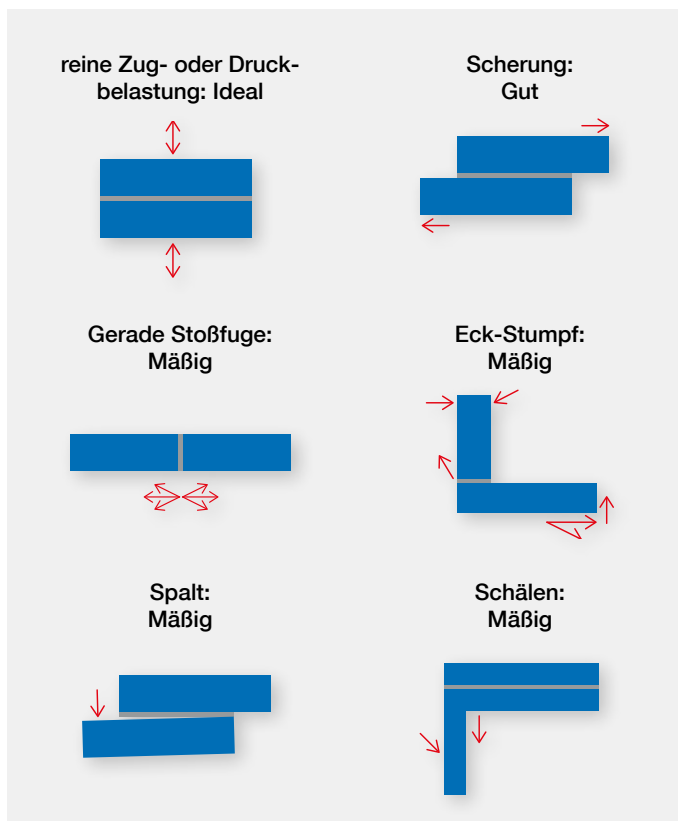 reine Zug- oder Druck-
belastung: Ideal
Scherung:
Gut
Gerade Stoßfuge:
Mäßig
Eck-Stumpf:
Mäßig
Spalt:
Mäßig
Schälen:
Mäßig